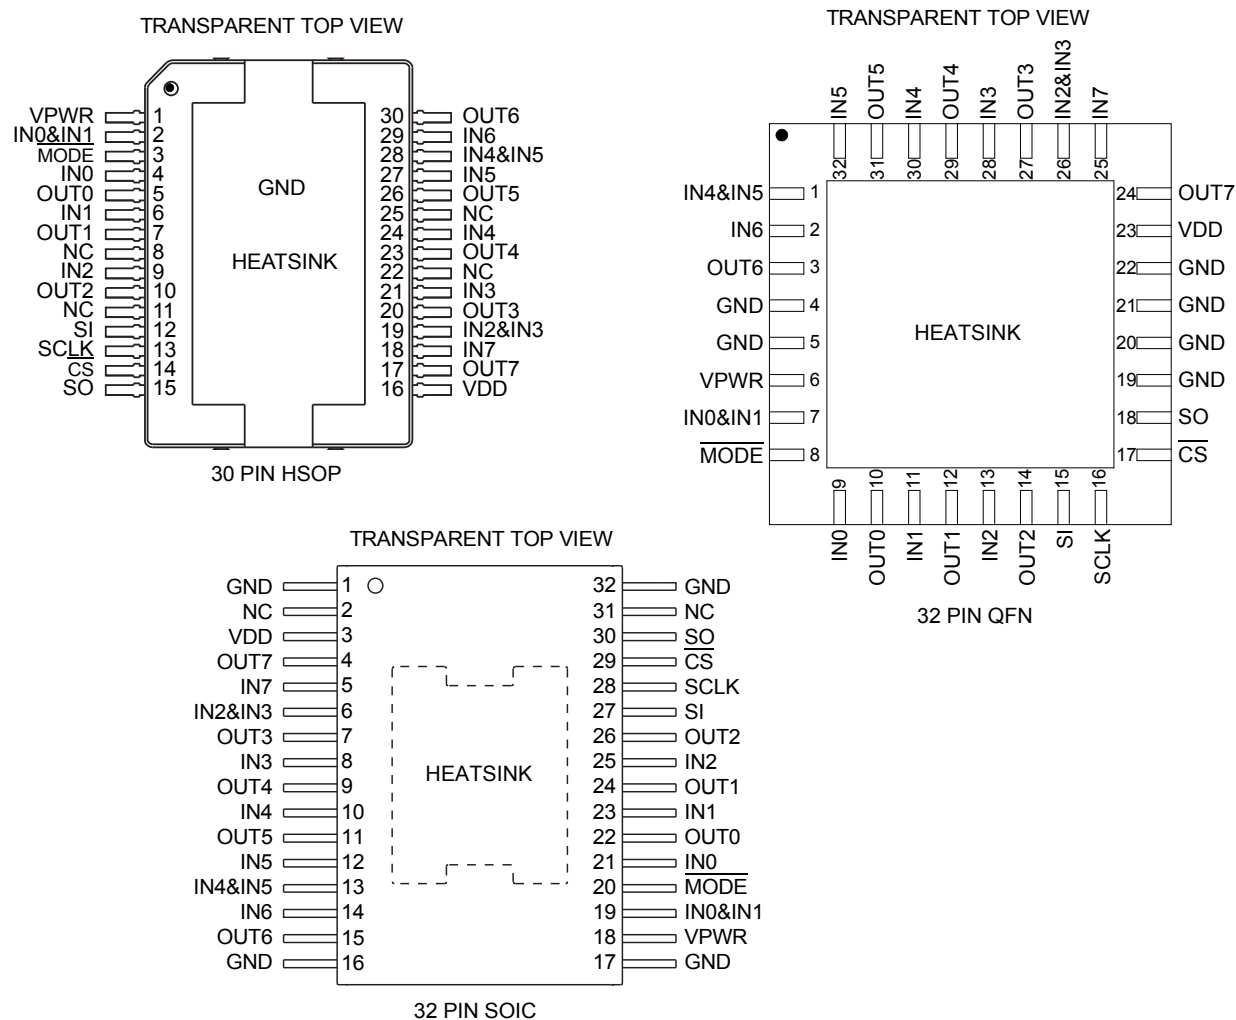 TRANSPARENT TOP VIEW
VPWR 1 30 OUT6
IN0&IN1 2 29 IN6
MODE 3 28 IN4&IN5
IN0 4 27 IN5
OUT0 5 26 OUT5
IN1 6 25 NC
OUT1 7 24 IN4
NC 8 23 OUT4
IN2 9 22 NC
OUT2 10 21 IN3
NC 11 20 OUT3
SI 12 19 IN2&IN3
SCLK 13 18 IN7
CS 14 17 OUT7
SO 15 16 VDD
GND
HEATSINK
30 PIN HSOP
TRANSPARENT TOP VIEW
IN5 OUT5 IN4 OUT4 IN3 OUT3 IN2&IN3 IN7
32 31 30 29 28 27 26 25
IN4&IN5 1 24 OUT7
IN6 2 23 VDD
OUT6 3 22 GND
GND 4 21 GND
GND 5 20 GND
VPWR 6 19 GND
IN0&IN1 7 18 SO
MODE 8 17 CS
HEATSINK
9 10 11 12 13 14 15 16
IN0 OUT0 IN1 OUT1 IN2 OUT2 SI SCLK
32 PIN QFN
TRANSPARENT TOP VIEW
GND 1 32 GND
NC 2 31 NC
VDD 3 30 SO
OUT7 4 29 CS
IN7 5 28 SCLK
IN2&IN3 6 27 SI
OUT3 7 26 OUT2
IN3 8 25 IN2
OUT4 9 24 OUT1
IN4 10 23 IN1
OUT5 11 22 OUT0
IN5 12 21 IN0
IN4&IN5 13 20 MODE
IN6 14 19 IN0&IN1
OUT6 15 18 VPWR
GND 16 17 GND
HEATSINK
32 PIN SOIC